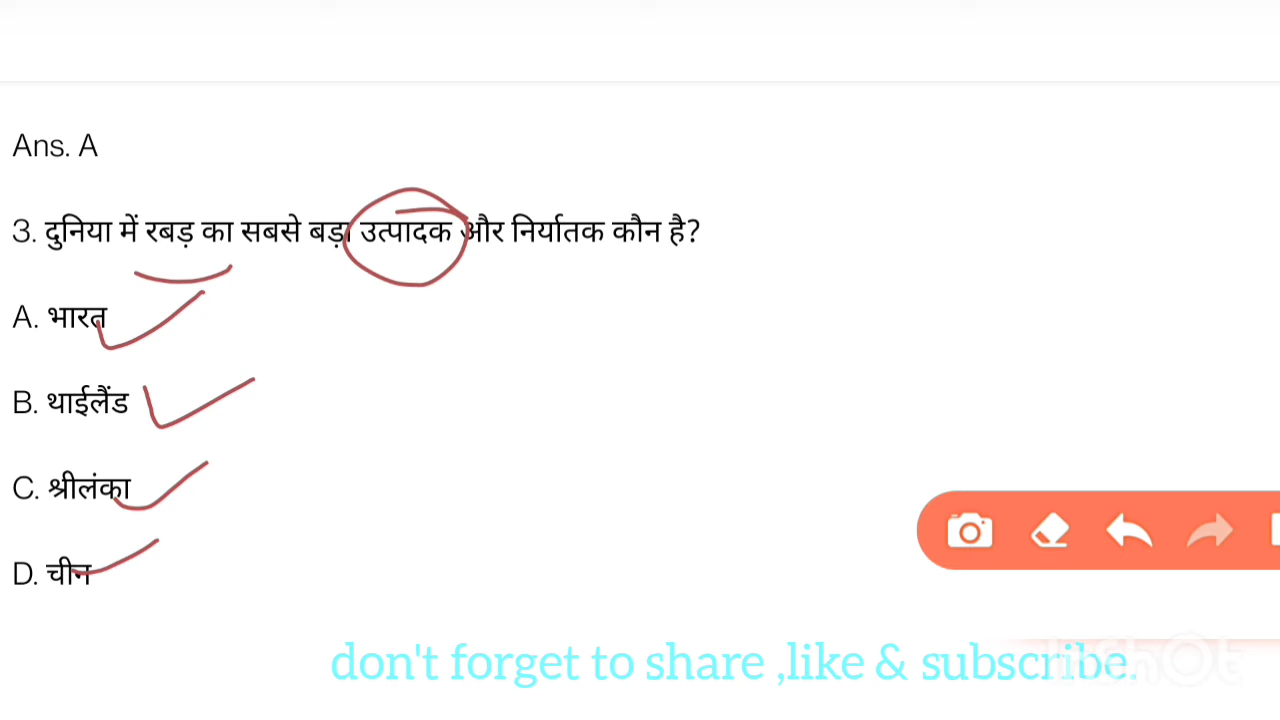 Ans. A
3. दुनिया में रबड़ का सबसे बड़ा उत्पादक और निर्यातक कौन है?
A. भारत
B. थाईलैंड
C. श्रीलंका
D. चीन
don't forget to share ,like & subscribe.